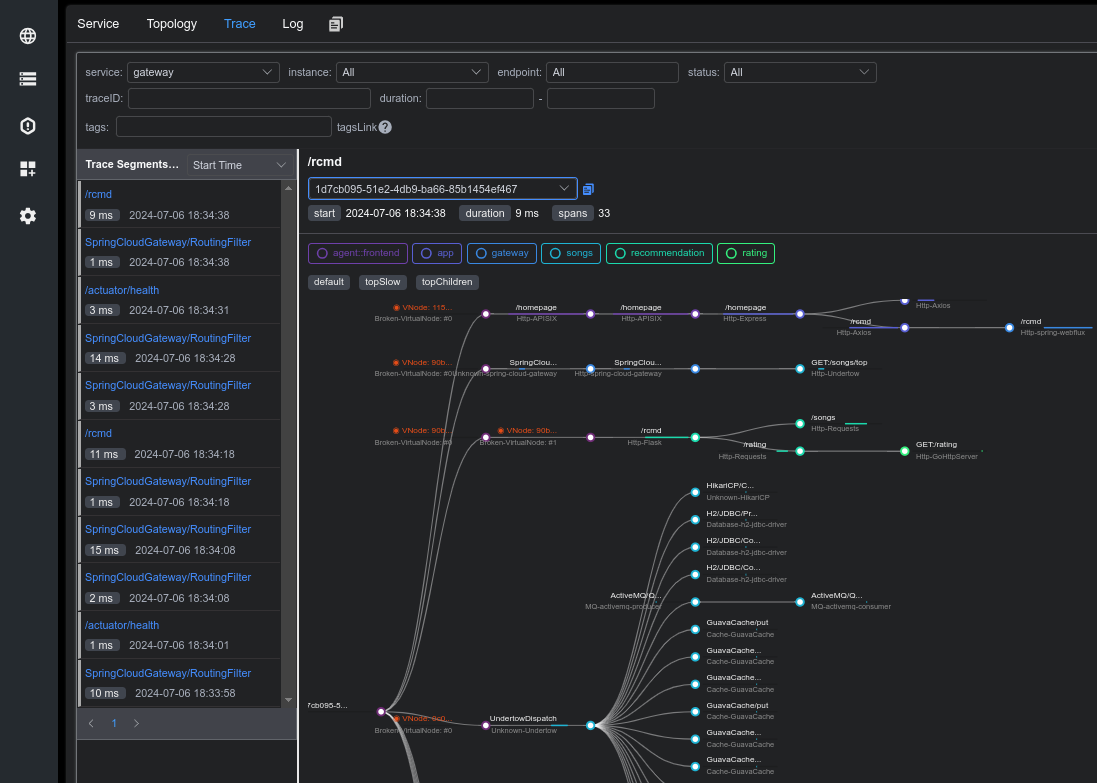 Service Topology Trace Log
service: gateway instance: All endpoint: All status: All
traceID: duration: -
tags: tagsLink ?
Trace Segments... Start Time
/rcmd
9 ms 2024-07-06 18:34:38
SpringCloudGateway/RoutingFilter
1 ms 2024-07-06 18:34:38
/actuator/health
3 ms 2024-07-06 18:34:31
SpringCloudGateway/RoutingFilter
14 ms 2024-07-06 18:34:28
SpringCloudGateway/RoutingFilter
3 ms 2024-07-06 18:34:28
/rcmd
11 ms 2024-07-06 18:34:18
SpringCloudGateway/RoutingFilter
1 ms 2024-07-06 18:34:18
SpringCloudGateway/RoutingFilter
15 ms 2024-07-06 18:34:08
SpringCloudGateway/RoutingFilter
2 ms 2024-07-06 18:34:08
/actuator/health
1 ms 2024-07-06 18:34:01
SpringCloudGateway/RoutingFilter
10 ms 2024-07-06 18:33:58
1
/rcmd
1d7cb095-51e2-4db9-ba66-85b1454ef467
start 2024-07-06 18:34:38 duration 9 ms spans 33
agent::frontend app gateway songs recommendation rating
default topSlow topChildren
VNode: 115... /homepage /homepage /homepage
Broken-VirtualNode: #0 Http-APISIX Http-APISIX Http-Express
Http-Axios
/rcmd /rcmd
Http-Axios Http-spring-webflux
VNode: 90b... SpringClou... SpringClou... GET:/songs/top
Broken-VirtualNode: #0 Unknown-spring-cloud-gateway Http-spring-cloud-gateway Http-Undertow
/songs
Http-Requests
VNode: 90b... VNode: 90b... /rcmd
Broken-VirtualNode: #0 Broken-VirtualNode: #1 Http-Flask
/rating GET:/rating
Http-Requests Http-GoHttpServer
HikariCP/C...
Unknown-HikariCP
H2/JDBC/Pr...
Database-h2-jdbc-driver
H2/JDBC/Co...
Database-h2-jdbc-driver
H2/JDBC/Co...
Database-h2-jdbc-driver
ActiveMQ/Q... ActiveMQ/Q...
MQ-activemq-producer MQ-activemq-consumer
GuavaCache/put
Cache-GuavaCache
GuavaCache...
Cache-GuavaCache
GuavaCache...
Cache-GuavaCache
GuavaCache/put
Cache-GuavaCache
7cb095-5...
VNode: 0c0... UndertowDispatch
Broken-VirtualNode: #0 Unknown-Undertow
GuavaCache...
Cache-GuavaCache
GuavaCache...
Cache-GuavaCache